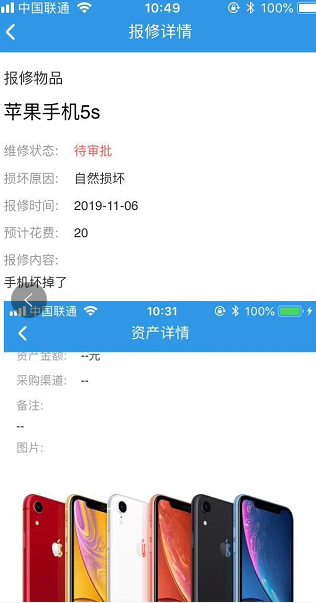 中国联通 10:49 100%
报修详情
报修物品
苹果手机5s
维修状态: 待审批
损坏原因: 自然损坏
报修时间: 2019-11-06
预计花费: 20
报修内容:
手机坏掉了
中国联通 10:31 100%
资产详情
资产金额: --元
采购渠道: --
备注:
--
图片: